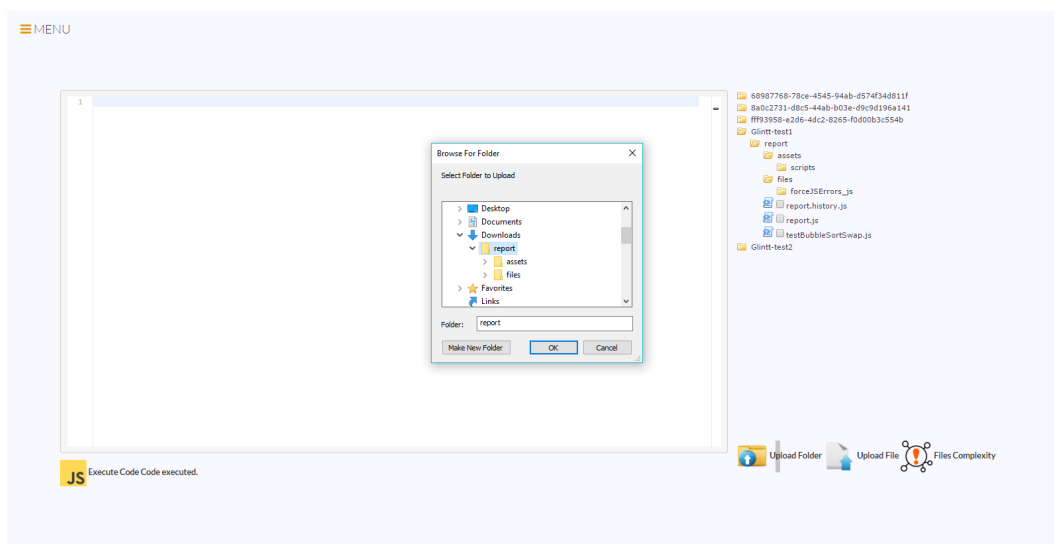 MENU
1
Browse For Folder
Select Folder to Upload
Desktop
Documents
Downloads
report
assets
files
Favorites
Links
Folder:
report
Make New Folder
OK
Cancel
68987768-78ce-4545-94ab-d574f34d811f
8a0c2731-d8c5-44ab-b03e-d9c9d196a141
fff93958-e2d6-4dc2-8265-f0d00b3c554b
Glintt-test1
report
assets
scripts
files
forceJSErrors_js
report.history.js
report.js
testBubbleSortSwap.js
Glintt-test2
JS Execute Code Code executed.
Upload Folder
Upload File
Files Complexity